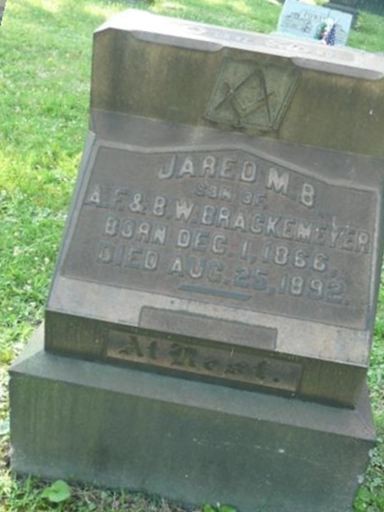 JARED M. B.
SON OF
A.F. & B.W. BRACKEMEYER
BORN DEC. 1, 1866.
DIED AUG. 25, 1892.
At Rest.